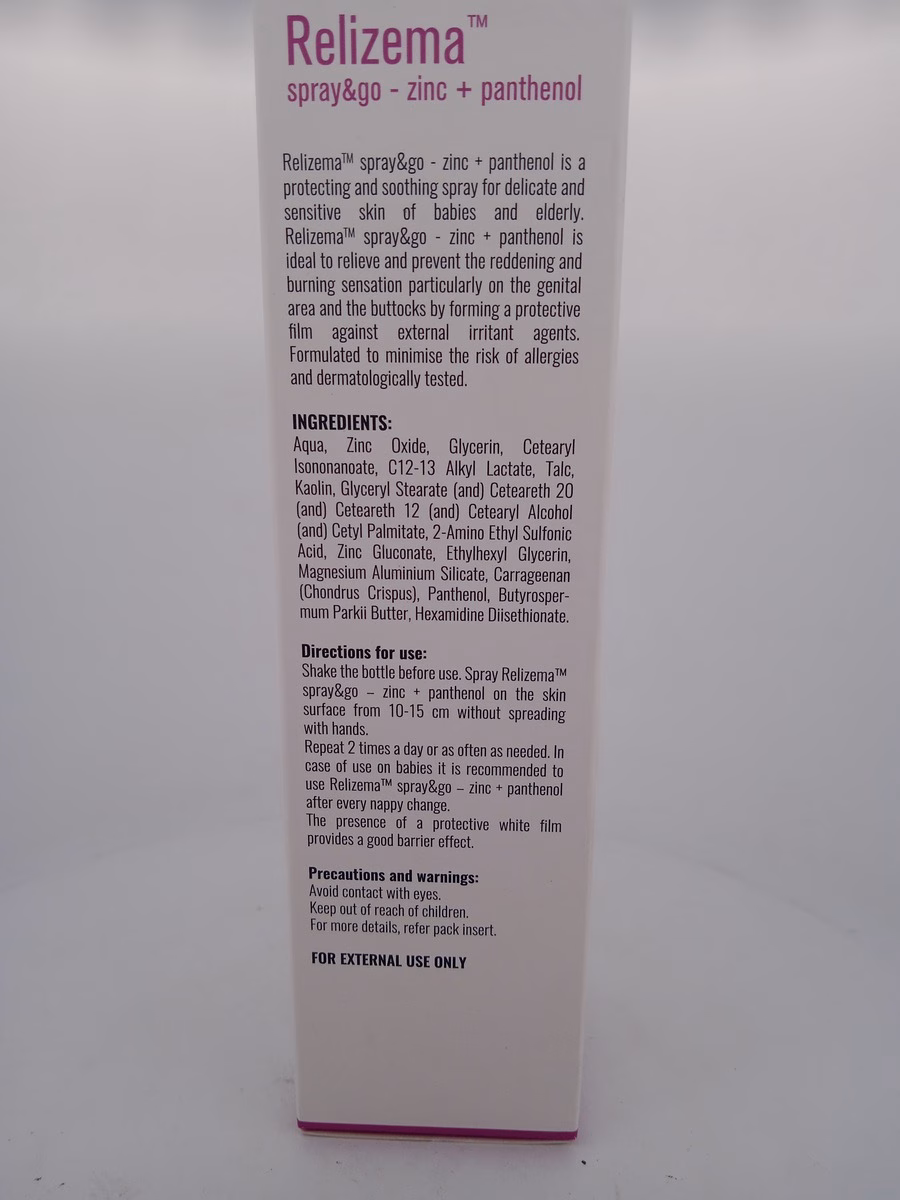 Relizema™
spray&go - zinc + panthenol
Relizema™ spray&go - zinc + panthenol is a
protecting and soothing spray for delicate and
sensitive skin of babies and elderly.
Relizema™ spray&go - zinc + panthenol is
ideal to relieve and prevent the reddening and
burning sensation particularly on the genital
area and the buttocks by forming a protective
film against external irritant agents.
Formulated to minimise the risk of allergies
and dermatologically tested.
INGREDIENTS:
Aqua, Zinc Oxide, Glycerin, Cetearyl
Isononanoate, C12-13 Alkyl Lactate, Talc,
Kaolin, Glyceryl Stearate (and) Ceteareth 20
(and) Ceteareth 12 (and) Cetearyl Alcohol
(and) Cetyl Palmitate, 2-Amino Ethyl Sulfonic
Acid, Zinc Gluconate, Ethylhexyl Glycerin,
Magnesium Aluminium Silicate, Carrageenan
(Chondrus Crispus), Panthenol, Butyrosper-
mum Parkii Butter, Hexamidine Diisethionate.
Directions for use:
Shake the bottle before use. Spray Relizema™
spray&go – zinc + panthenol on the skin
surface from 10-15 cm without spreading
with hands.
Repeat 2 times a day or as often as needed. In
case of use on babies it is recommended to
use Relizema™ spray&go – zinc + panthenol
after every nappy change.
The presence of a protective white film
provides a good barrier effect.
Precautions and warnings:
Avoid contact with eyes.
Keep out of reach of children.
For more details, refer pack insert.
FOR EXTERNAL USE ONLY